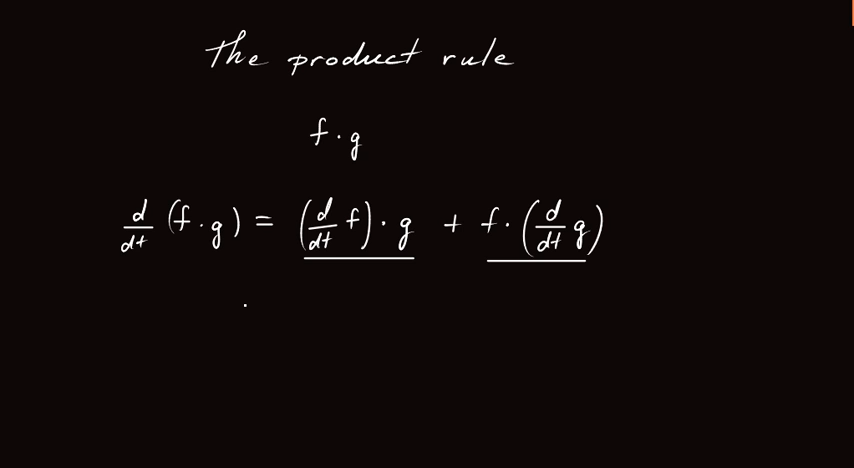 The product rule
f · g
d/dt (f · g) = (d/dt f) · g + f · (d/dt g)